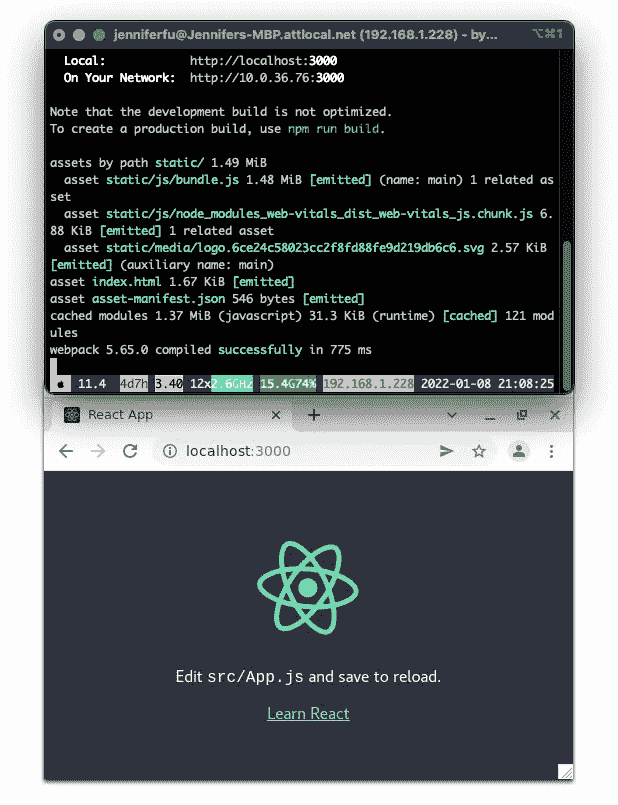 jenniferfu@Jennifers-MBP.attlocal.net (192.168.1.228) - by... ⌥⌘1
Local: http://localhost:3000
On Your Network: http://10.0.36.76:3000
Note that the development build is not optimized.
To create a production build, use npm run build.
assets by path static/ 1.49 MiB
asset static/js/bundle.js 1.48 MiB [emitted] (name: main) 1 related as
set
asset static/js/node_modules_web-vitals_dist_web-vitals_js.chunk.js 6.
88 KiB [emitted] 1 related asset
asset static/media/logo.6ce24c58023cc2f8fd88fe9d219db6c6.svg 2.57 KiB
[emitted] (auxiliary name: main)
asset index.html 1.67 KiB [emitted]
asset asset-manifest.json 546 bytes [emitted]
cached modules 1.37 MiB (javascript) 31.3 KiB (runtime) [cached] 121 mod
ules
webpack 5.65.0 compiled successfully in 775 ms
11.4 4d7h 3.40 12x2.6GHz 15.4G74% 192.168.1.228 2022-01-08 21:08:25
React App
localhost:3000
Edit src/App.js and save to reload.
Learn React